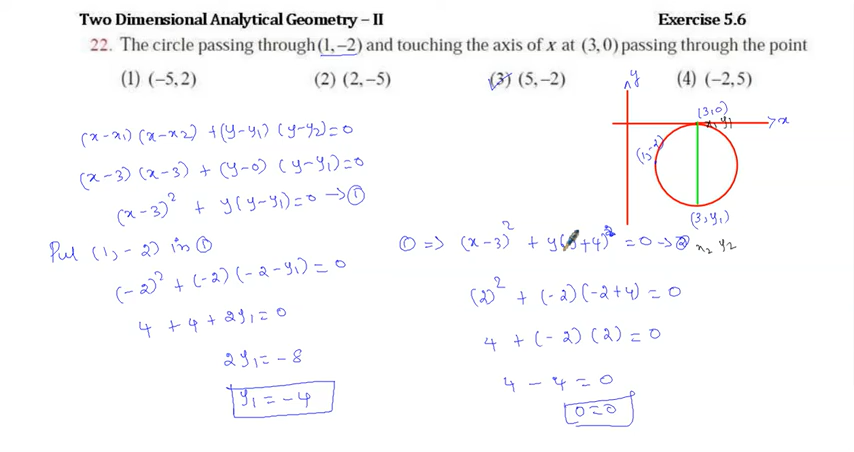 Two Dimensional Analytical Geometry – II Exercise 5.6
22. The circle passing through (1,−2) and touching the axis of x at (3,0) passing through the point
(1) (−5,2) (2) (2,−5) (3) (5,−2) (4) (−2,5)
(x−x₁)(x−x₂) + (y−y₁)(y−y₂)=0
(x−3)(x−3) + (y−0)(y−y₁)=0
(x−3)² + y(y−y₁)=0 → ①
Put (1,−2) in ①
(−2)² + (−2)(−2−y₁)=0
4 + 4 + 2y₁=0
2y₁=−8
y₁=−4
y
(3,0)
x₁ y₁
x
(1,−2)
(3,y₁)
x₂ y₂
① ⇒ (x−3)² + y( +4)² =0 → ②
(2)² + (−2)(−2+4)=0
4 + (−2)(2)=0
4 − 4 = 0
0=0